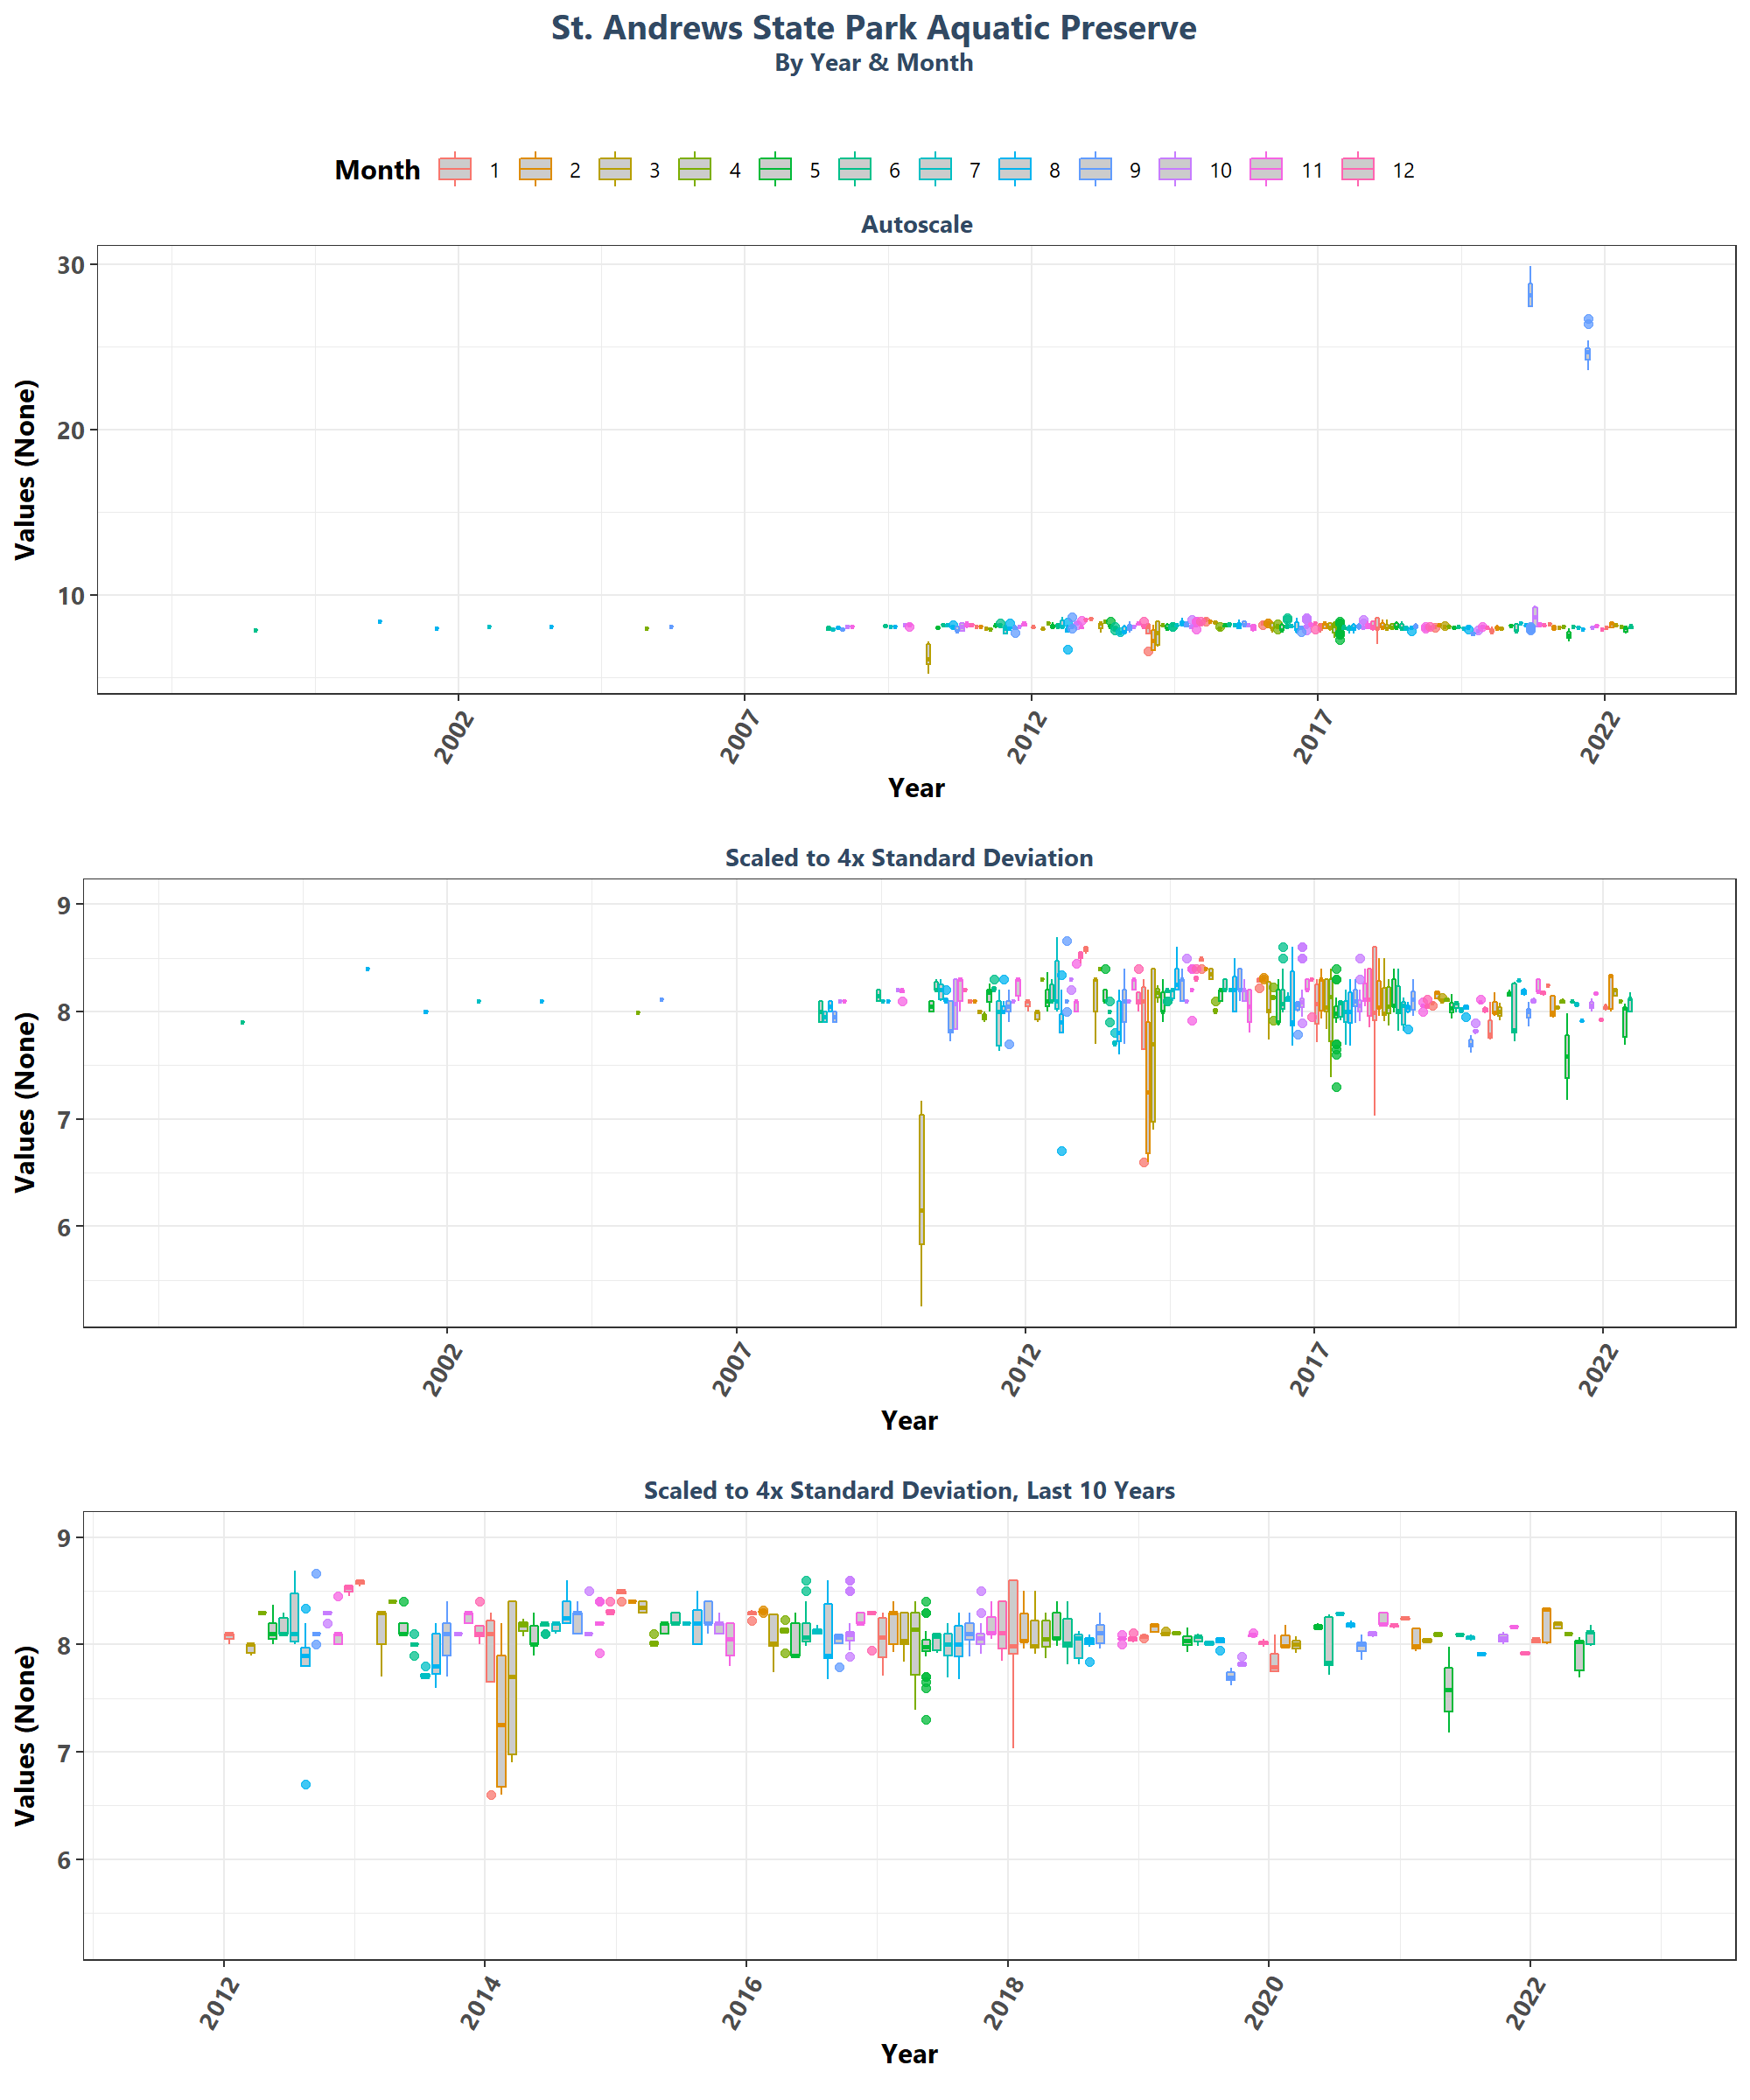 St. Andrews State Park Aquatic Preserve
By Year & Month
Month 1 2 3 4 5 6 7 8 9 10 11 12
Autoscale
Values (None)
30
20
10
2002 2007 2012 2017 2022
Year
Scaled to 4x Standard Deviation
Values (None)
9
8
7
6
2002 2007 2012 2017 2022
Year
Scaled to 4x Standard Deviation, Last 10 Years
Values (None)
9
8
7
6
2012 2014 2016 2018 2020 2022
Year